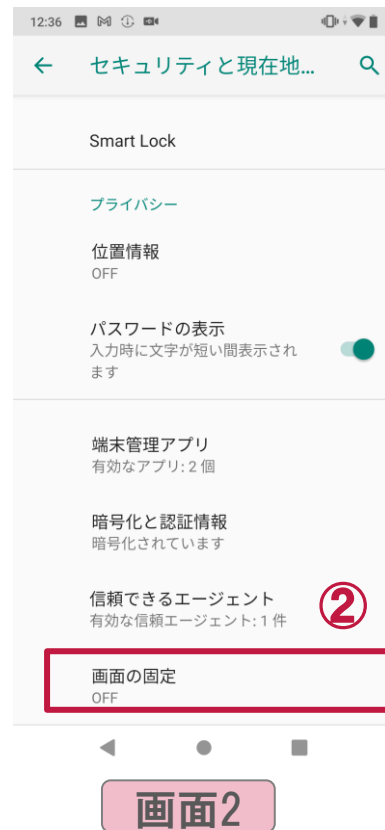 12:36
セキュリティと現在地...
Smart Lock
プライバシー
位置情報
OFF
パスワードの表示
入力時に文字が短い間表示され
ます
端末管理アプリ
有効なアプリ: 2 個
暗号化と認証情報
暗号化されています
信頼できるエージェント
有効な信頼エージェント: 1 件
②
画面の固定
OFF
画面2